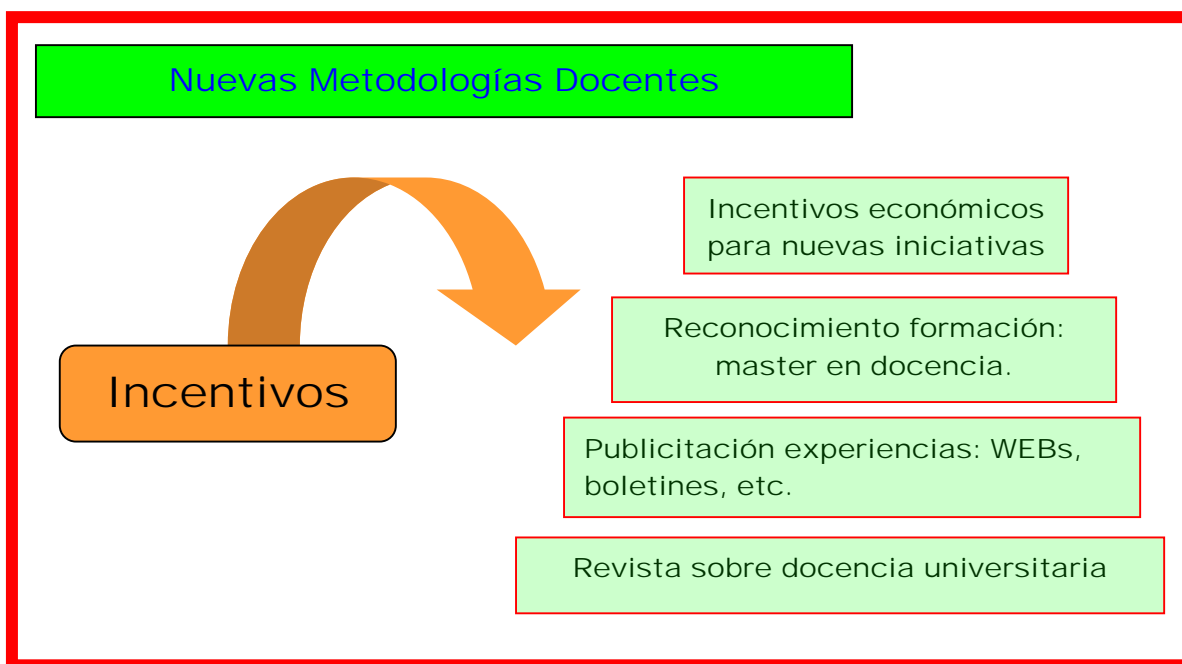 Nuevas Metodologías Docentes
Incentivos económicos
para nuevas iniciativas
Reconocimiento formación:
master en docencia.
Incentivos
Publicitación experiencias: WEBs,
boletines, etc.
Revista sobre docencia universitaria